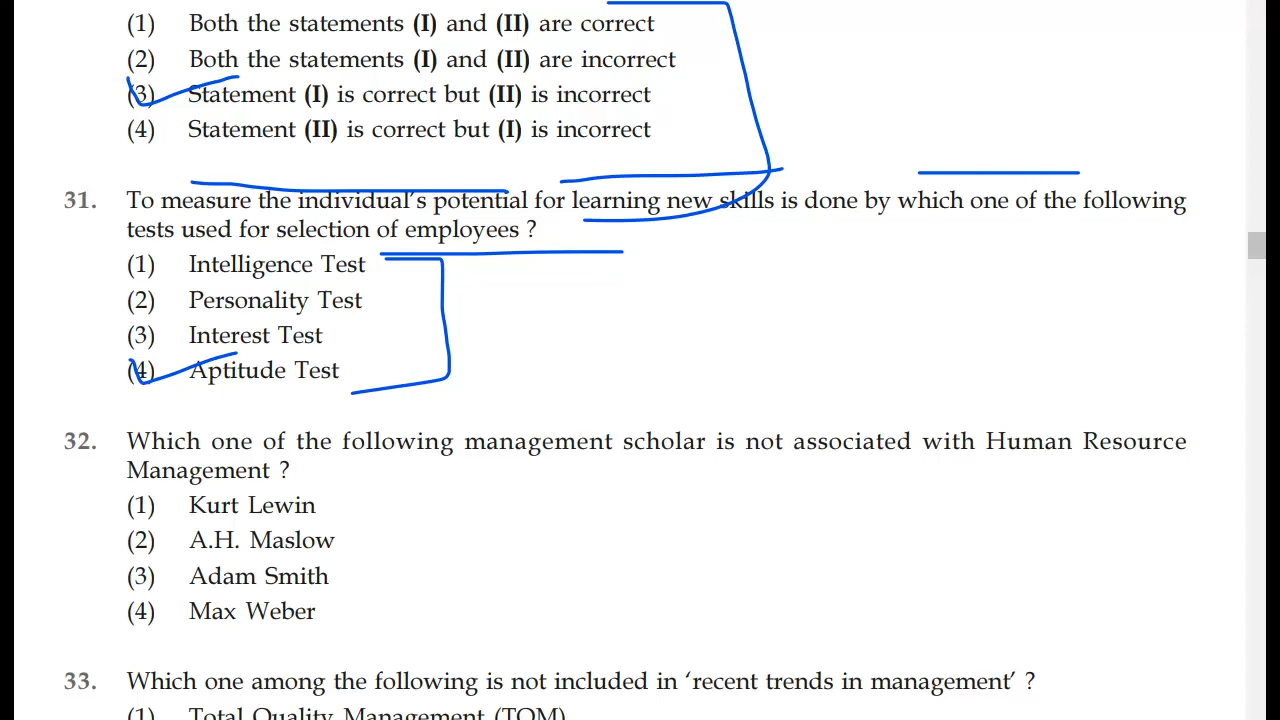 (1) Both the statements (I) and (II) are correct
(2) Both the statements (I) and (II) are incorrect
(3) Statement (I) is correct but (II) is incorrect
(4) Statement (II) is correct but (I) is incorrect
31. To measure the individual's potential for learning new skills is done by which one of the following
tests used for selection of employees ?
(1) Intelligence Test
(2) Personality Test
(3) Interest Test
(4) Aptitude Test
32. Which one of the following management scholar is not associated with Human Resource
Management ?
(1) Kurt Lewin
(2) A.H. Maslow
(3) Adam Smith
(4) Max Weber
33. Which one among the following is not included in 'recent trends in management' ?
(1) Total Quality Management (TQM)